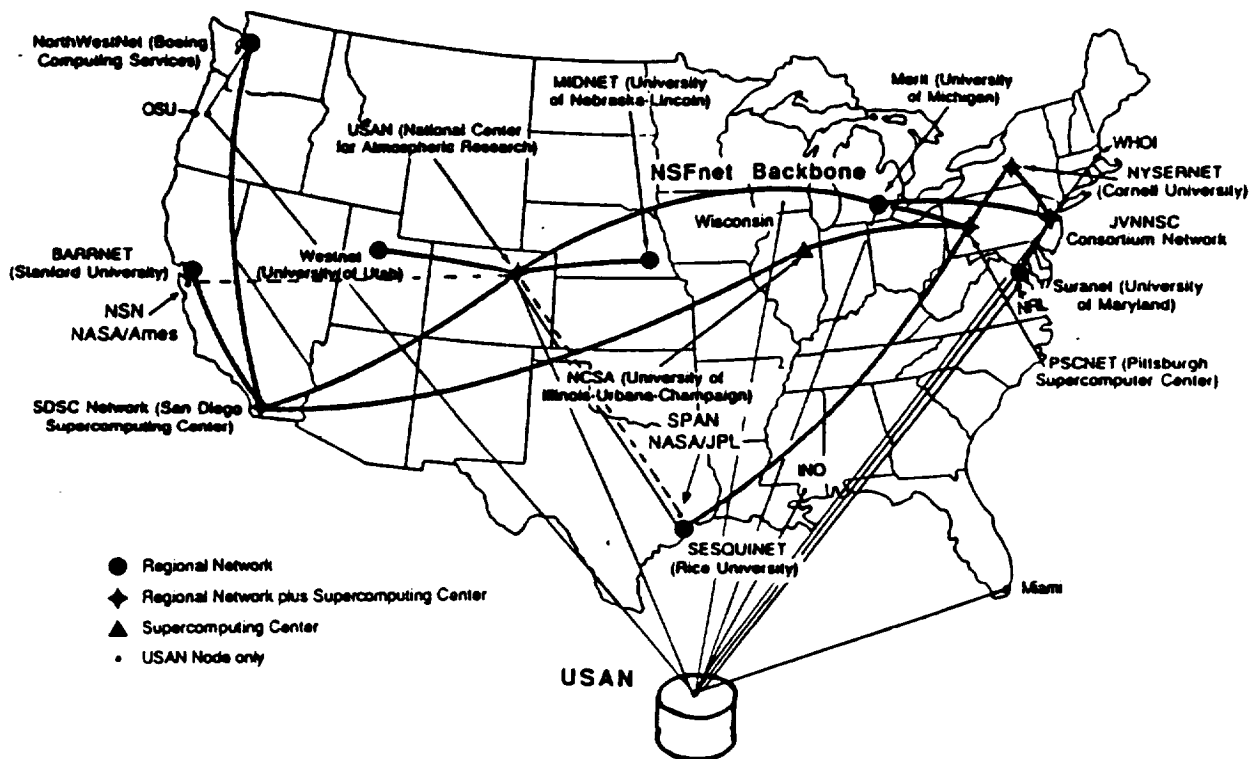 NorthWestNet (Boeing
Computing Services)
OSU
USAN (National Center
for Atmospheric Research)
MIDNET (University
of Nebraska-Lincoln)
Merit (University
of Michigan)
WHOI
NYSERNET
(Cornell University)
JVNNSC
Consortium Network
NSFnet Backbone
Wisconsin
BARRNET
(Stanford University)
Westnet
(University of Utah)
NSN
NASA/Ames
Suranet (University
of Maryland)
NRL
PSCNET (Pittsburgh
Supercomputer Center)
SDSC Network (San Diego
Supercomputing Center)
NCSA (University of
Illinois-Urbana-Champaign)
SPAN
NASA/JPL
INO
SESQUINET
(Rice University)
Miami
Regional Network
Regional Network plus Supercomputing Center
Supercomputing Center
USAN Node only
USAN